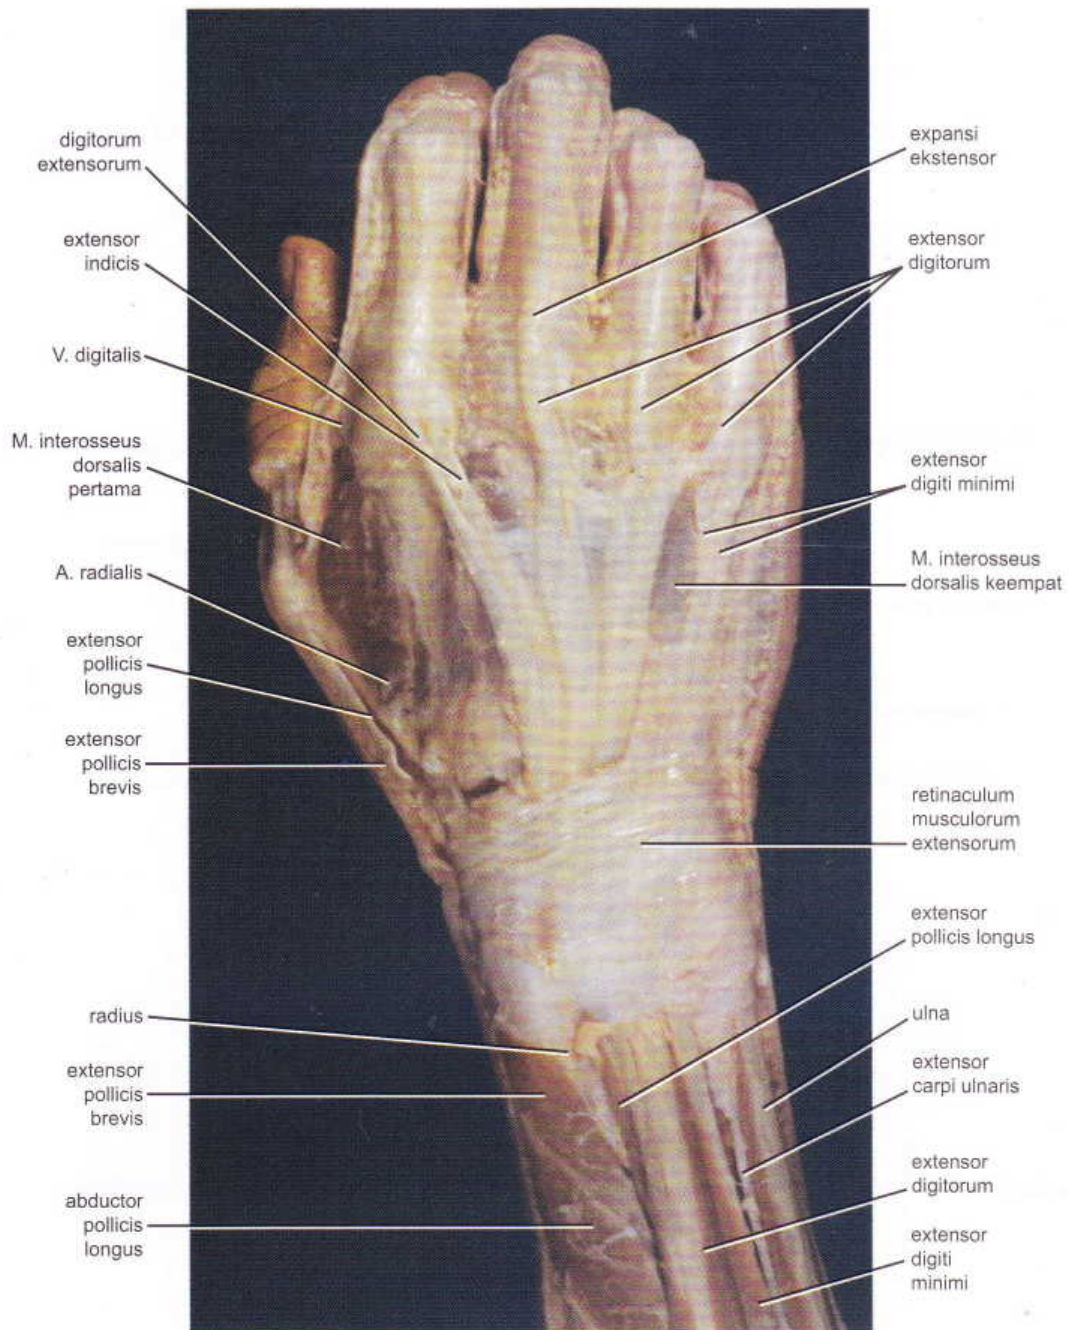 digitorum
extensorum
extensor
indicis
V. digitalis
M. interosseus
dorsalis
pertama
A. radialis
extensor
pollicis
longus
extensor
pollicis
brevis
radius
extensor
pollicis
brevis
abductor
pollicis
longus
expansi
ekstensor
extensor
digitorum
extensor
digiti minimi
M. interosseus
dorsalis keempat
retinaculum
musculorum
extensorum
extensor
pollicis longus
ulna
extensor
carpi ulnaris
extensor
digitorum
extensor
digiti
minimi